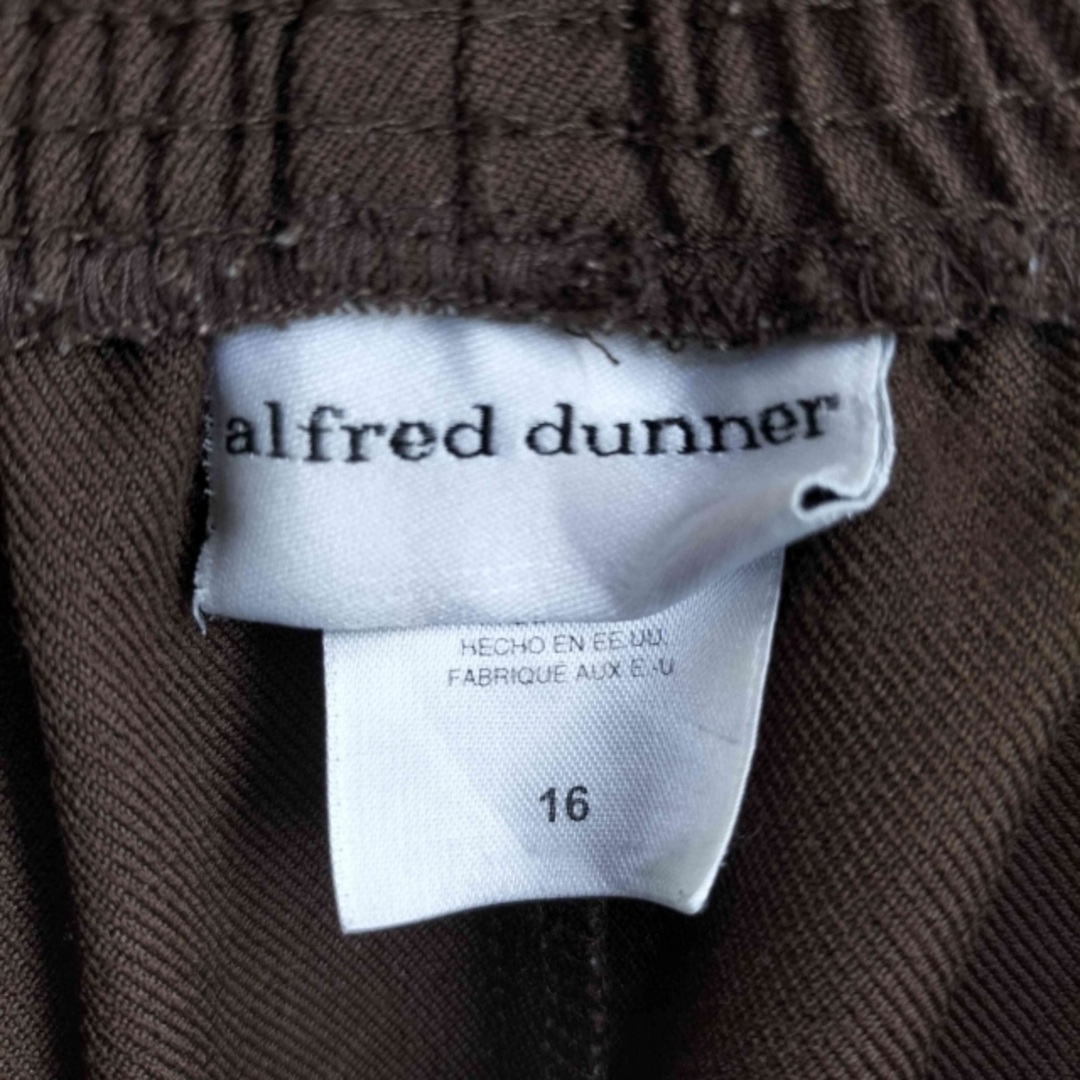 alfred dunner
HECHO EN EE.UU.
FABRIQUE AUX E.-U
16